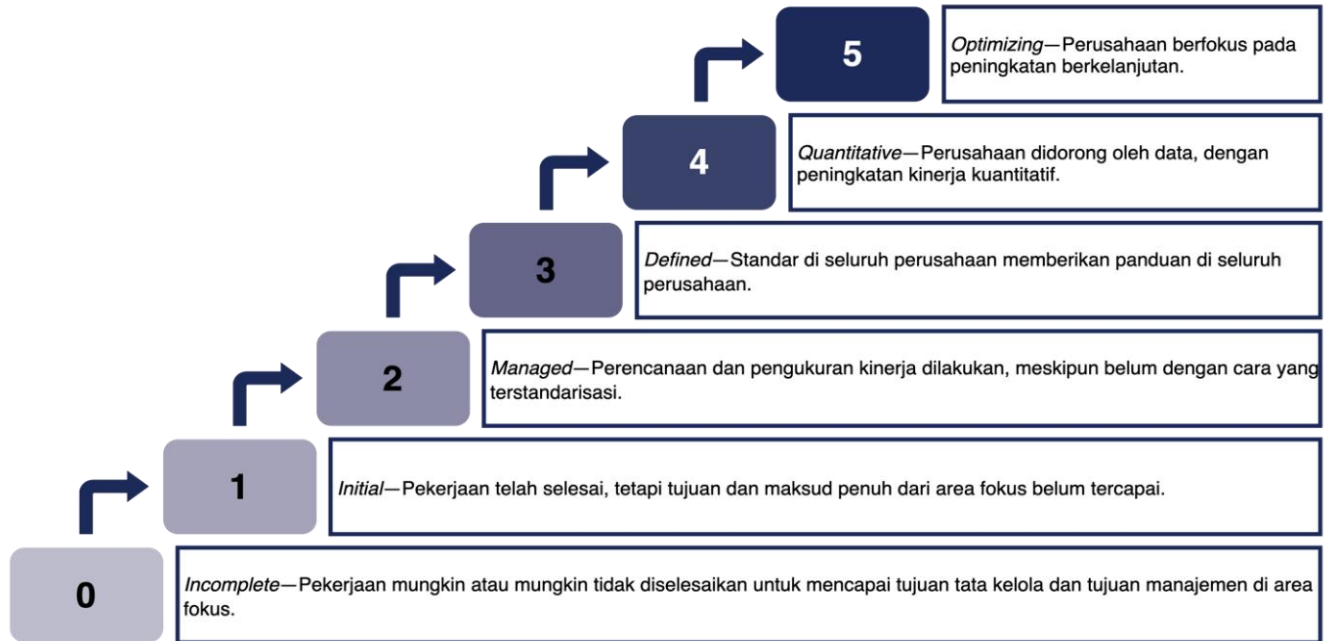 5
Optimizing—Perusahaan berfokus pada
peningkatan berkelanjutan.
4
Quantitative—Perusahaan didorong oleh data, dengan
peningkatan kinerja kuantitatif.
3
Defined—Standar di seluruh perusahaan memberikan panduan di seluruh
perusahaan.
2
Managed—Perencanaan dan pengukuran kinerja dilakukan, meskipun belum dengan cara yang
terstandarisasi.
1
Initial—Pekerjaan telah selesai, tetapi tujuan dan maksud penuh dari area fokus belum tercapai.
0
Incomplete—Pekerjaan mungkin atau mungkin tidak diselesaikan untuk mencapai tujuan tata kelola dan tujuan manajemen di area
fokus.